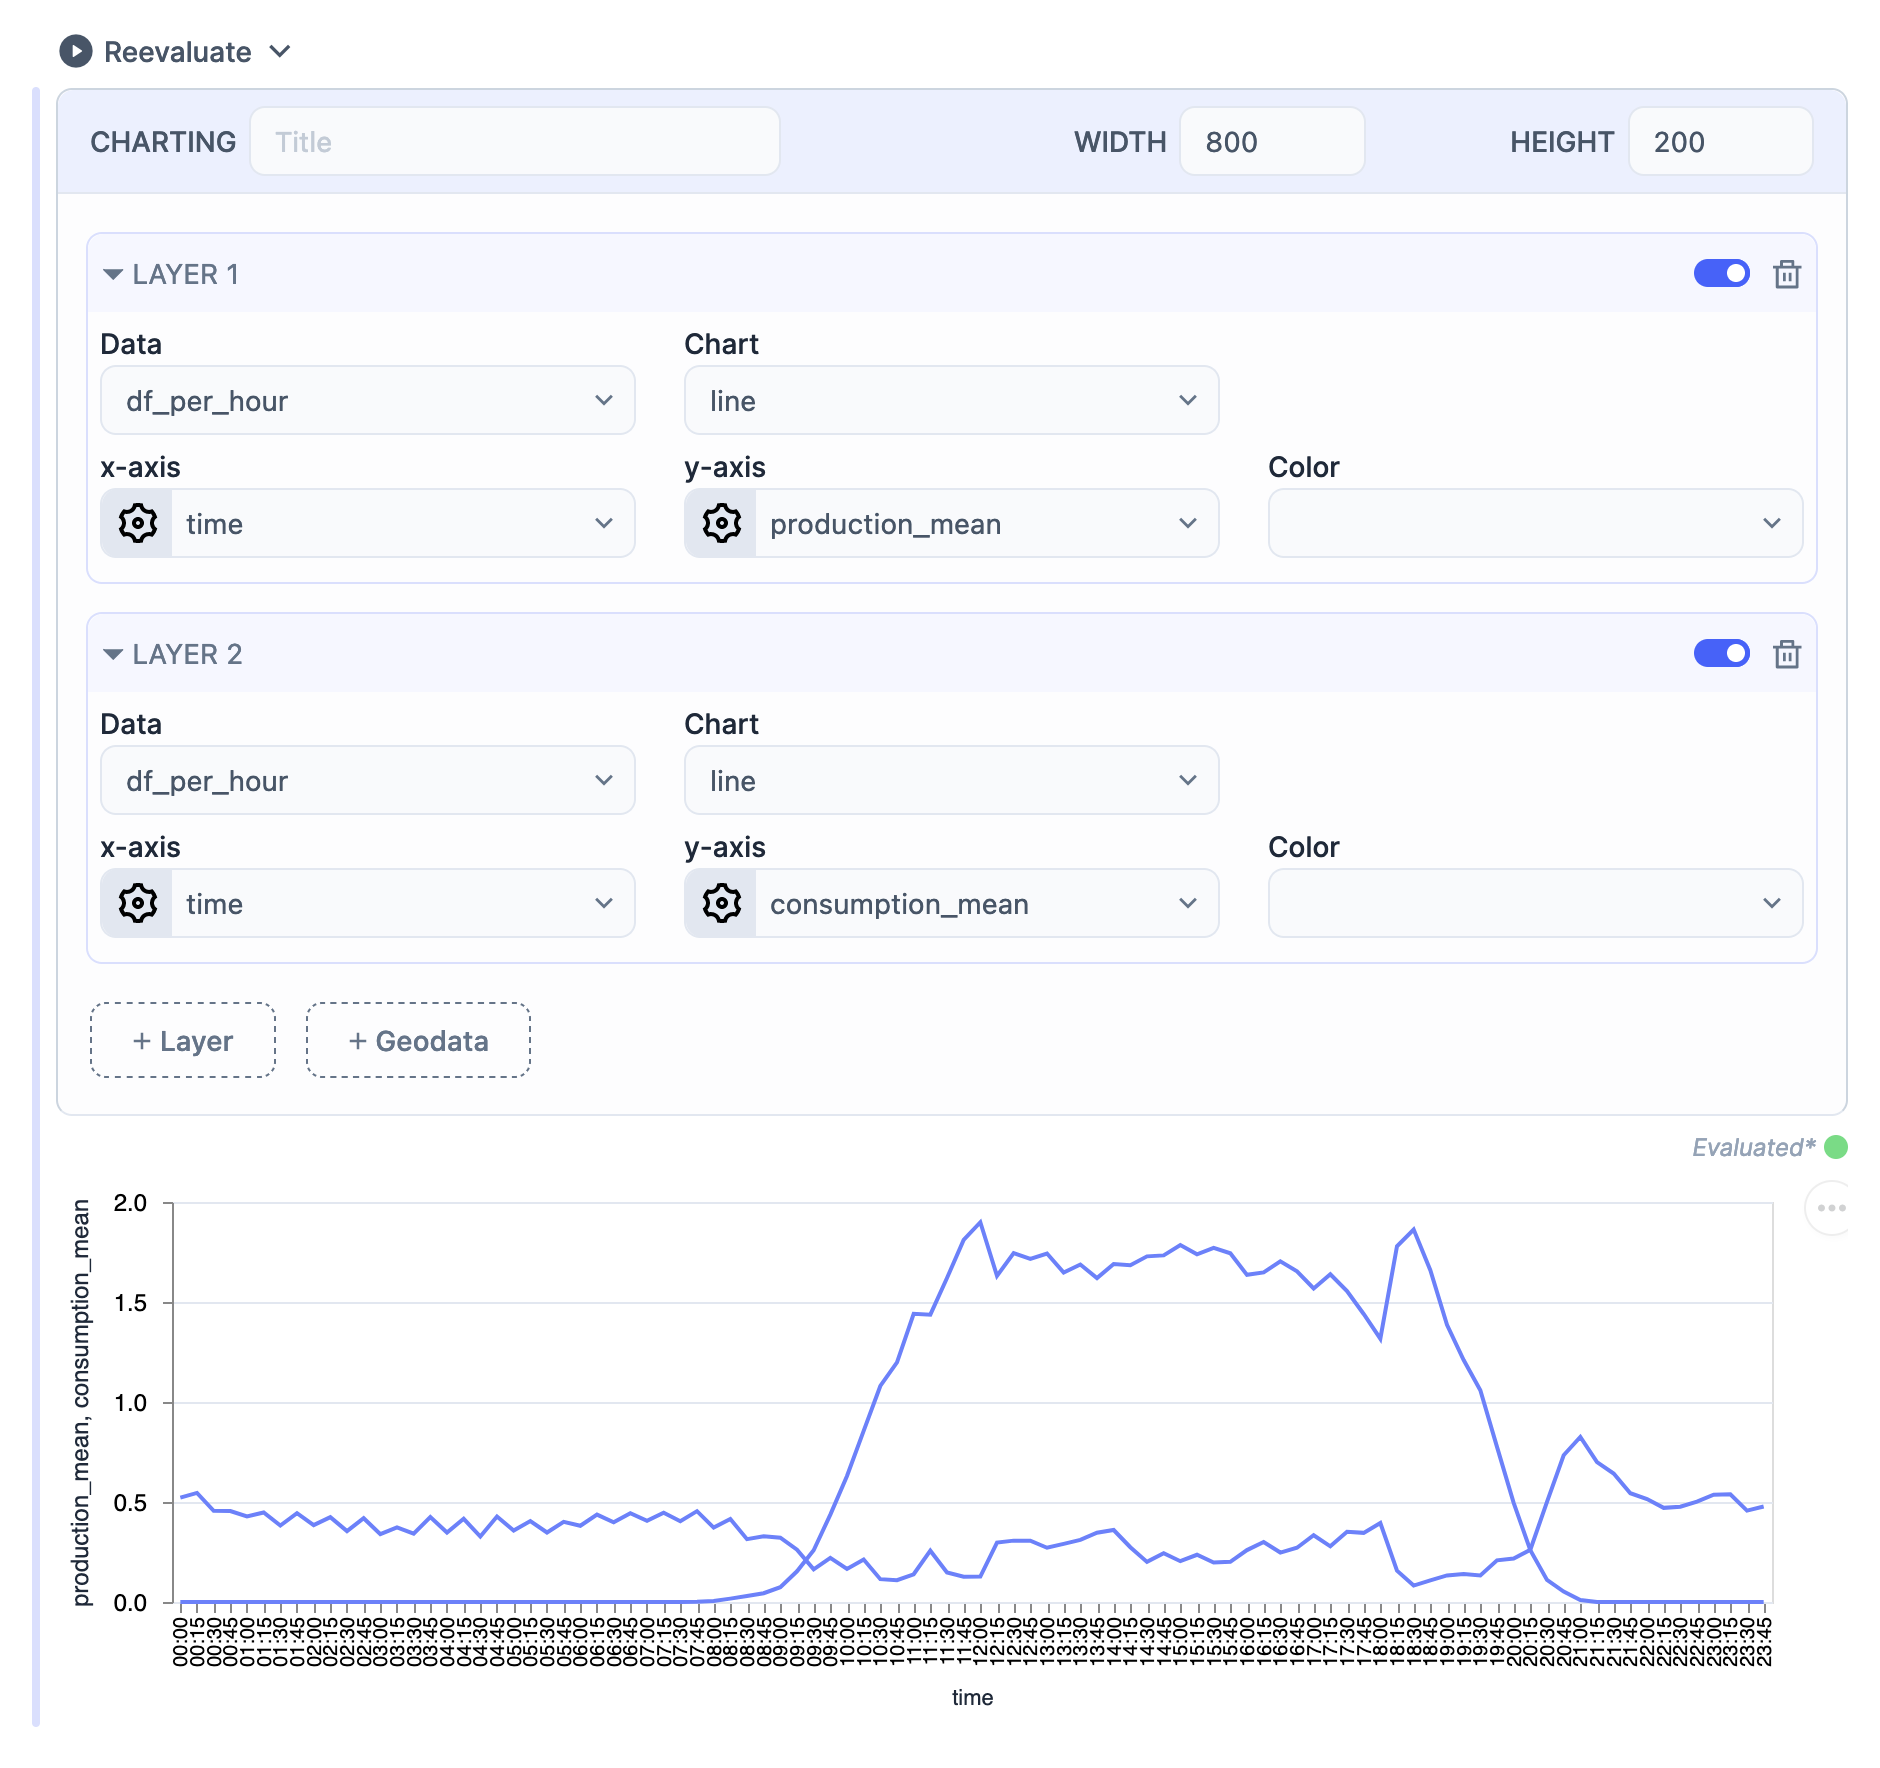 Reevaluate
CHARTING Title WIDTH 800 HEIGHT 200
LAYER 1
Data Chart
df_per_hour line
x-axis y-axis Color
time production_mean
LAYER 2
Data Chart
df_per_hour line
x-axis y-axis Color
time consumption_mean
+ Layer + Geodata
Evaluated*
production_mean, consumption_mean
2.0
1.5
1.0
0.5
0.0
00:00 00:15 00:30 00:45 01:00 01:15 01:30 01:45 02:00 02:15 02:30 02:45 03:00 03:15 03:30 03:45 04:00 04:15 04:30 04:45 05:00 05:15 05:30 05:45 06:00 06:15 06:30 06:45 07:00 07:15 07:30 07:45 08:00 08:15 08:30 08:45 09:00 09:15 09:30 09:45 10:00 10:15 10:30 10:45 11:00 11:15 11:30 11:45 12:00 12:15 12:30 12:45 13:00 13:15 13:30 13:45 14:00 14:15 14:30 14:45 15:00 15:15 15:30 15:45 16:00 16:15 16:30 16:45 17:00 17:15 17:30 17:45 18:00 18:15 18:30 18:45 19:00 19:15 19:30 19:45 20:00 20:15 20:30 20:45 21:00 21:15 21:30 21:45 22:00 22:15 22:30 22:45 23:00 23:15 23:30 23:45
time